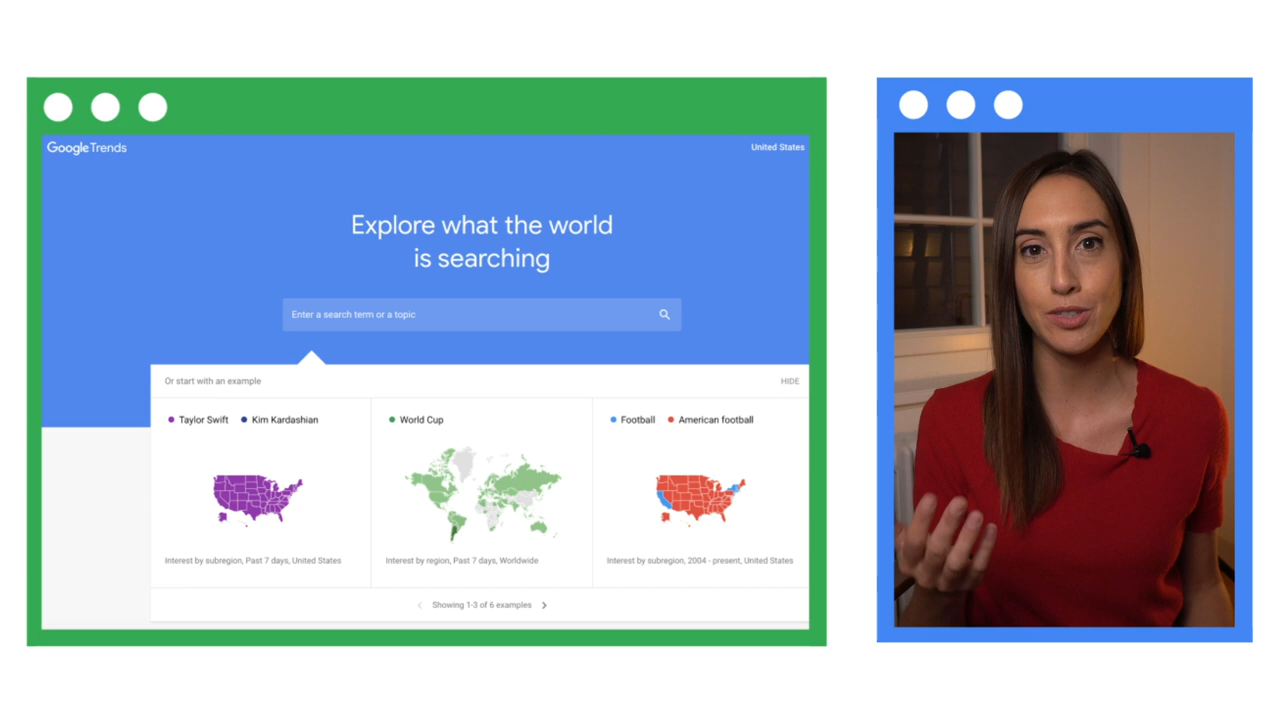 Google Trends
United States
Explore what the world
is searching
Enter a search term or a topic
Or start with an example
HIDE
Taylor Swift Kim Kardashian
World Cup
Football American football
Interest by subregion, Past 7 days, United States
Interest by region, Past 7 days, Worldwide
Interest by subregion, 2004 - present, United States
Showing 1-3 of 6 examples